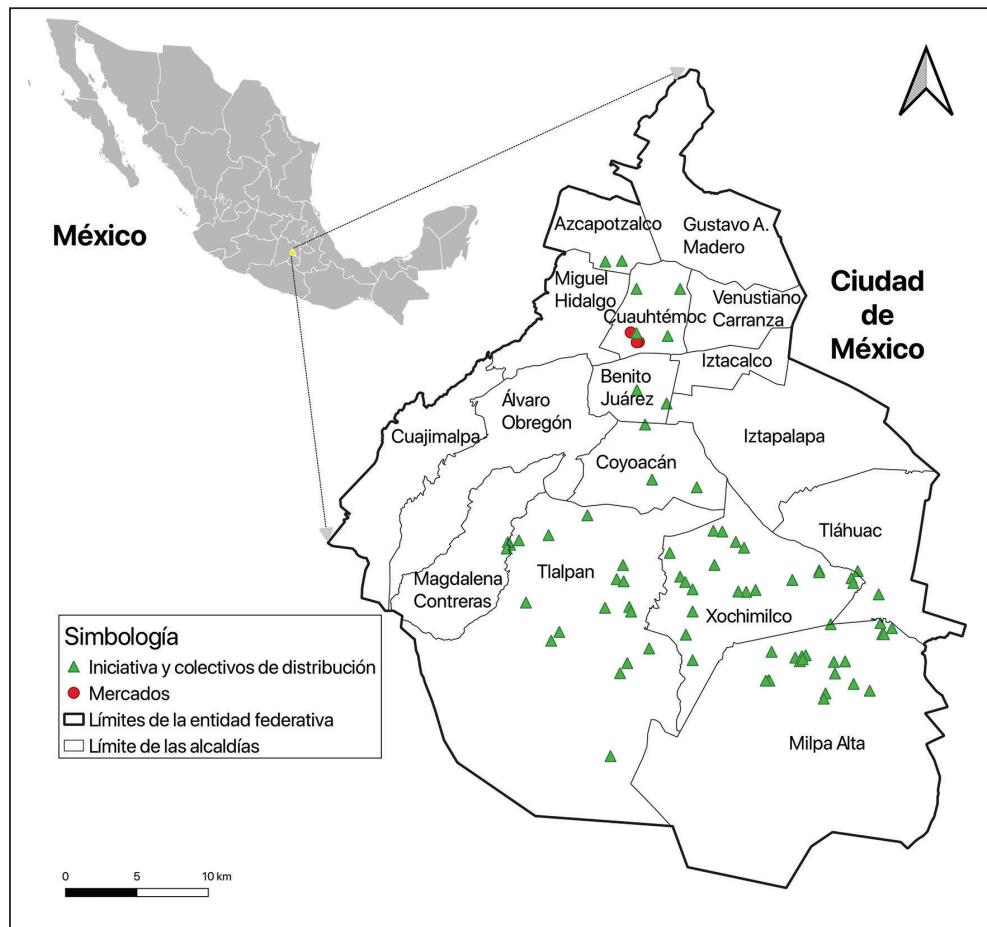 México
Azcapotzalco
Gustavo A.
Madero
Miguel
Hidalgo
Cuauhtémoc
Venustiano
Carranza
Ciudad
de
México
Iztacalco
Benito
Juárez
Álvaro
Obregón
Cuajimalpa
Iztapalapa
Coyoacán
Tláhuac
Magdalena
Contreras
Tlalpan
Xochimilco
Milpa Alta
Simbología
Iniciativa y colectivos de distribución
Mercados
Límites de la entidad federativa
Límite de las alcaldías
0 5 10 km